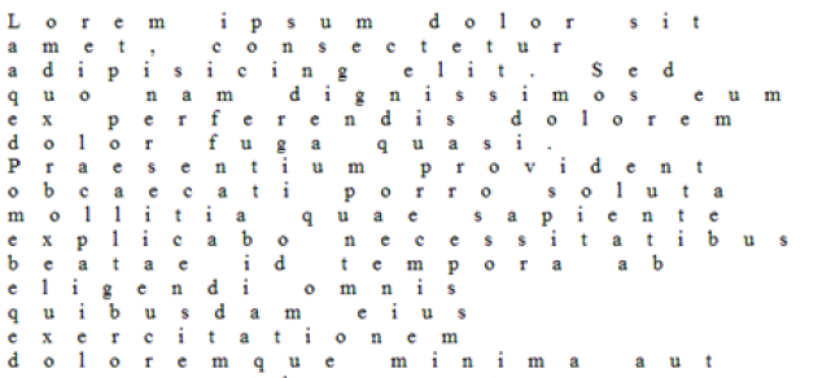 Lorem ipsum dolor sit
amet, consectetur
adipisicing elit. Sed
quo nam dignissimos eum
ex perferendis dolorem
dolor fuga quasi.
Praesentium provident
obcaecati porro soluta
mollitia quae sapiente
explicabo necessitatibus
beatae id tempora ab
eligendi omnis
quibusdam eius
exercitationem
doloremque minima aut